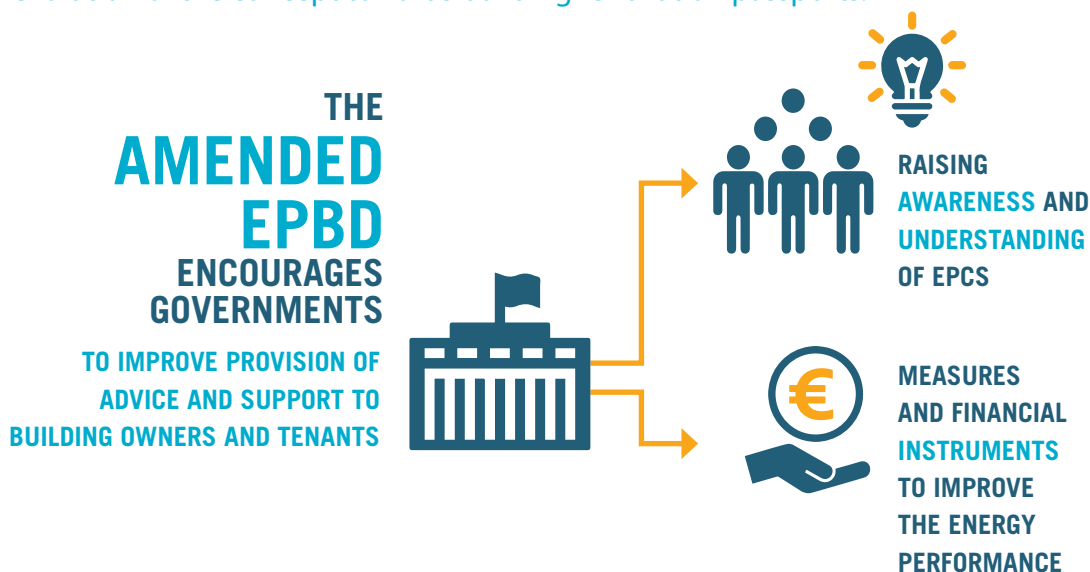 THE
AMENDED
EPBD
ENCOURAGES
GOVERNMENTS
TO IMPROVE PROVISION OF
ADVICE AND SUPPORT TO
BUILDING OWNERS AND TENANTS
RAISING
AWARENESS AND
UNDERSTANDING
OF EPCS
€
MEASURES
AND FINANCIAL
INSTRUMENTS
TO IMPROVE
THE ENERGY
PERFORMANCE